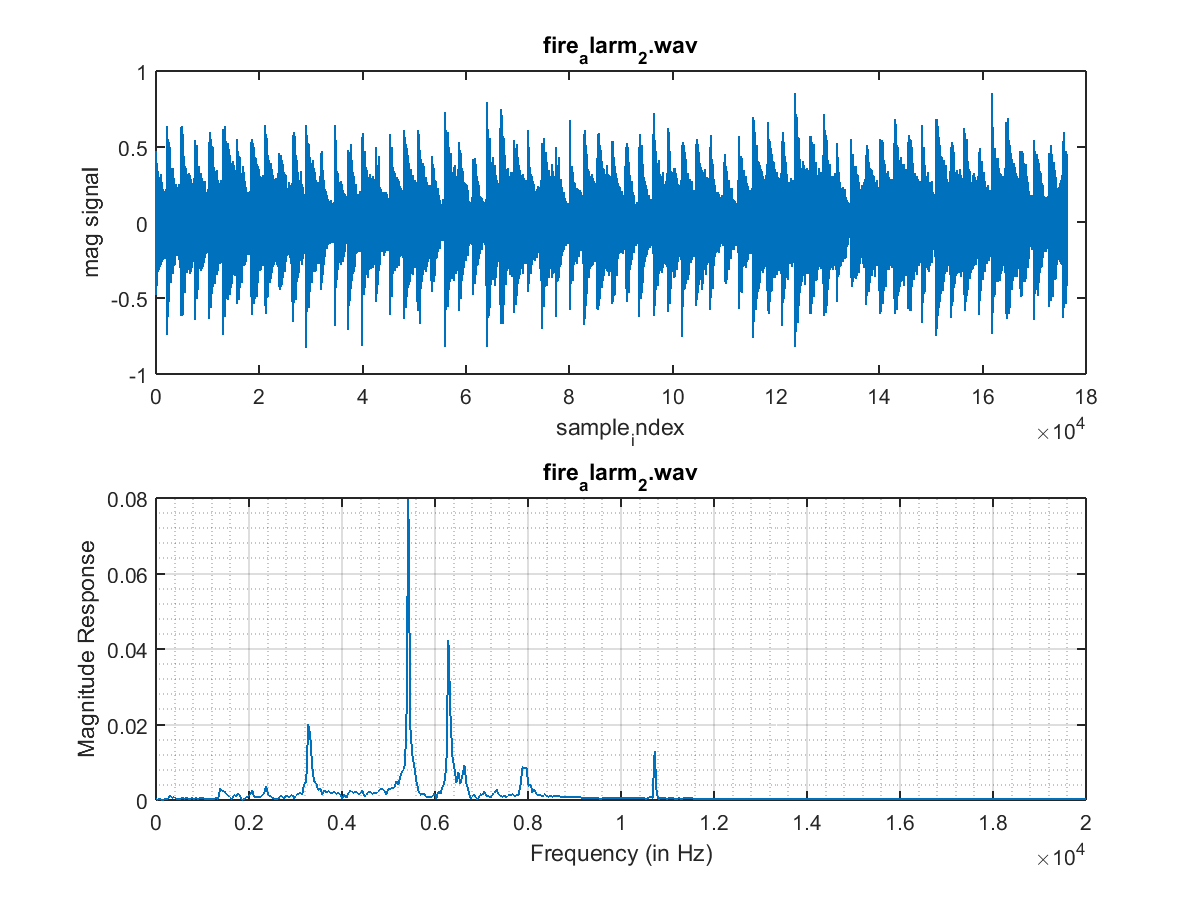 fire_alarm_2.wav
1
0.5
0
-0.5
-1
mag signal
0 2 4 6 8 10 12 14 16 18
sample_index
×10^4
fire_alarm_2.wav
0.08
0.06
0.04
0.02
0
Magnitude Response
0 0.2 0.4 0.6 0.8 1 1.2 1.4 1.6 1.8 2
Frequency (in Hz)
×10^4